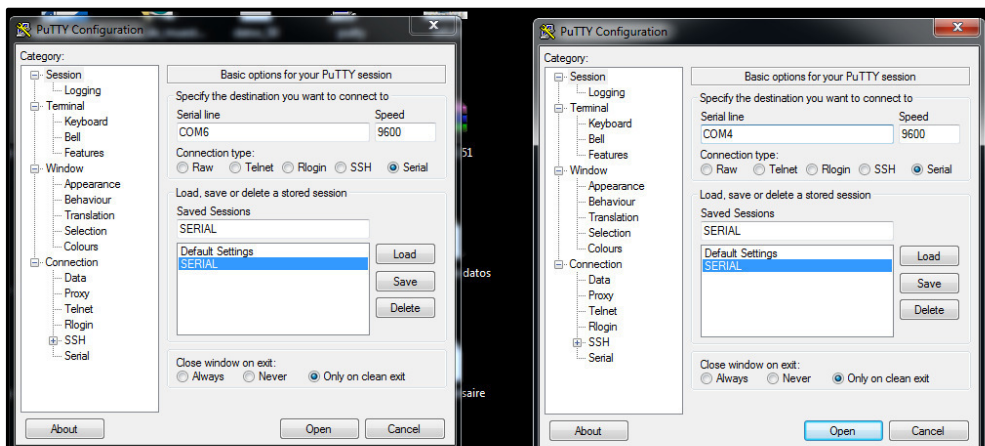 PuTTY Configuration
Category:
Session
Logging
Terminal
Keyboard
Bell
Features
Window
Appearance
Behaviour
Translation
Selection
Colours
Connection
Data
Proxy
Telnet
Rlogin
SSH
Serial
Basic options for your PuTTY session
Specify the destination you want to connect to
Serial line Speed
COM6 9600
Connection type:
Raw Telnet Rlogin SSH Serial
Load, save or delete a stored session
Saved Sessions
SERIAL
Default Settings
SERIAL
Load
Save
Delete
Close window on exit:
Always Never Only on clean exit
About Open Cancel
51
datos
saire
PuTTY Configuration
Category:
Session
Logging
Terminal
Keyboard
Bell
Features
Window
Appearance
Behaviour
Translation
Selection
Colours
Connection
Data
Proxy
Telnet
Rlogin
SSH
Serial
Basic options for your PuTTY session
Specify the destination you want to connect to
Serial line Speed
COM4 9600
Connection type:
Raw Telnet Rlogin SSH Serial
Load, save or delete a stored session
Saved Sessions
SERIAL
Default Settings
SERIAL
Load
Save
Delete
Close window on exit:
Always Never Only on clean exit
About Open Cancel